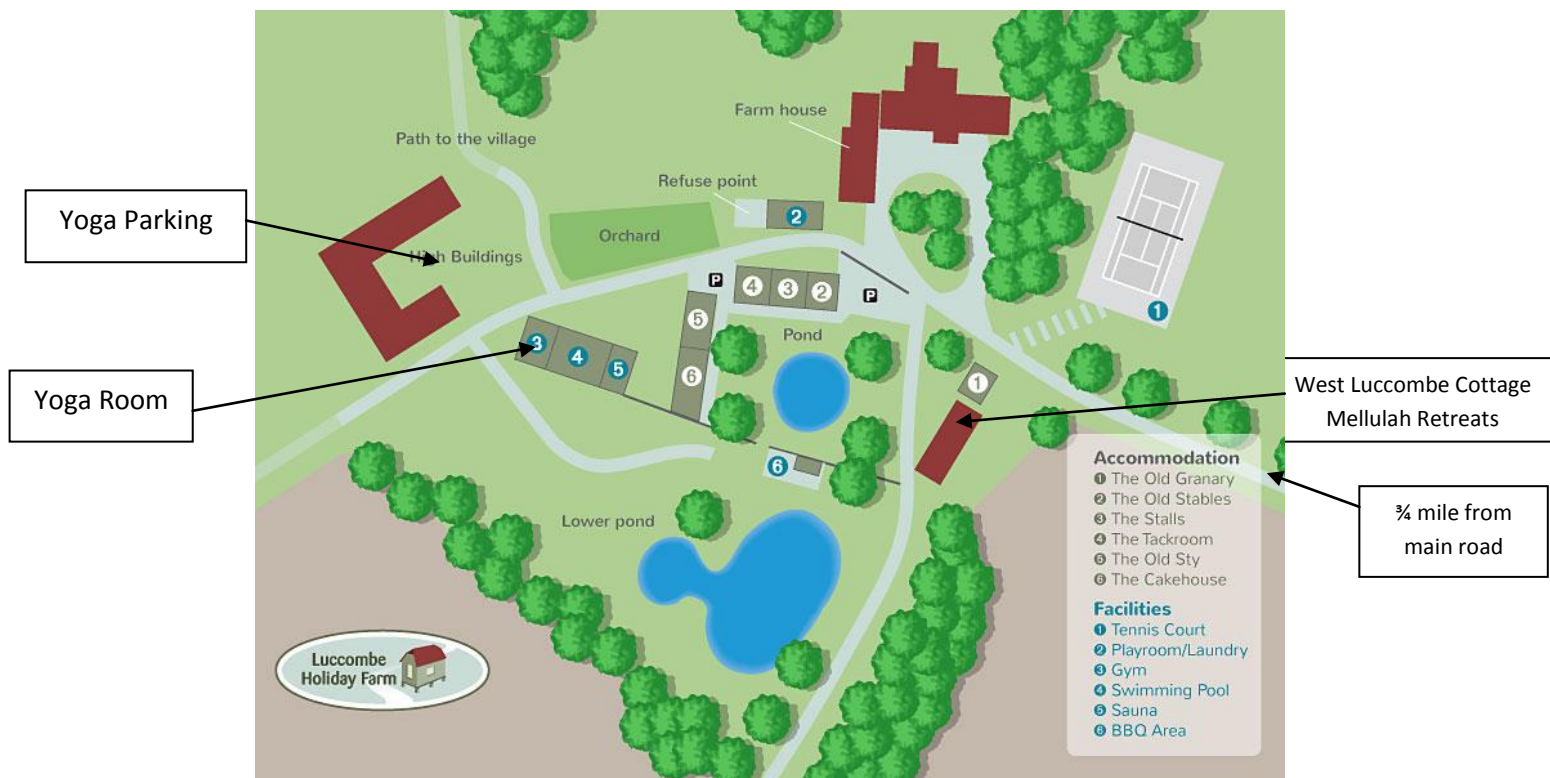 Farm house
Path to the village
Refuse point
Yoga Parking
2
Orchard
High Buildings
P
4
3
2
P
1
5
Pond
3
4
5
6
1
Yoga Room
West Luccombe Cottage
Mellulah Retreats
6
Lower pond
¾ mile from
main road
Accommodation
1 The Old Granary
2 The Old Stables
3 The Stalls
4 The Tackroom
5 The Old Sty
6 The Cakehouse
Facilities
1 Tennis Court
2 Playroom/Laundry
3 Gym
4 Swimming Pool
5 Sauna
6 BBQ Area
Luccombe
Holiday Farm